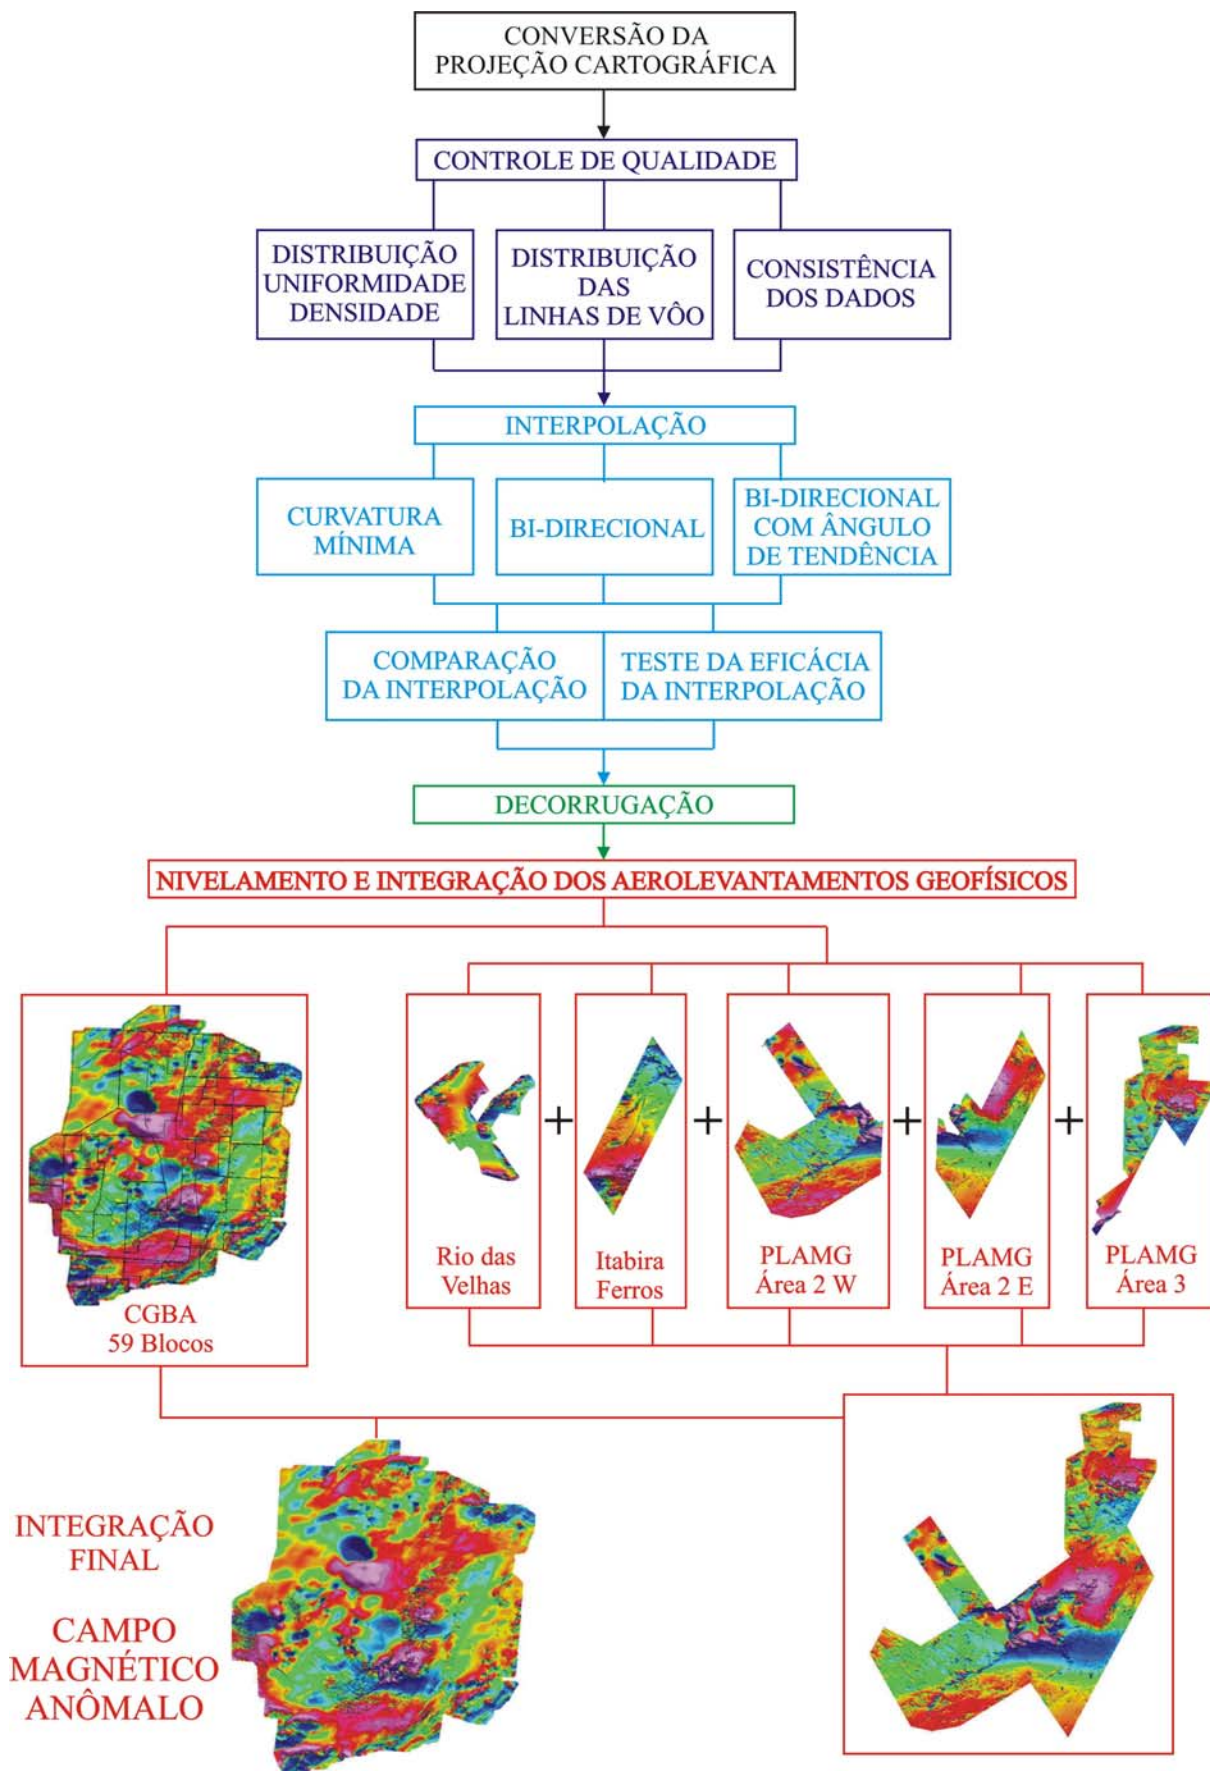 CONVERSÃO DA
PROJEÇÃO CARTOGRÁFICA
CONTROLE DE QUALIDADE
DISTRIBUIÇÃO
UNIFORMIDADE
DENSIDADE
DISTRIBUIÇÃO
DAS
LINHAS DE VÔO
CONSISTÊNCIA
DOS DADOS
INTERPOLAÇÃO
CURVATURA
MÍNIMA
BI-DIRECIONAL
BI-DIRECIONAL
COM ÂNGULO
DE TENDÊNCIA
COMPARAÇÃO
DA INTERPOLAÇÃO
TESTE DA EFICÁCIA
DA INTERPOLAÇÃO
DECORRUGAÇÃO
NIVELAMENTO E INTEGRAÇÃO DOS AEROLEVANTAMENTOS GEOFÍSICOS
CGBA
59 Blocos
Rio das
Velhas
+
Itabira
Ferros
+
PLAMG
Área 2 W
+
PLAMG
Área 2 E
+
PLAMG
Área 3
INTEGRAÇÃO
FINAL
CAMPO
MAGNÉTICO
ANÔMALO